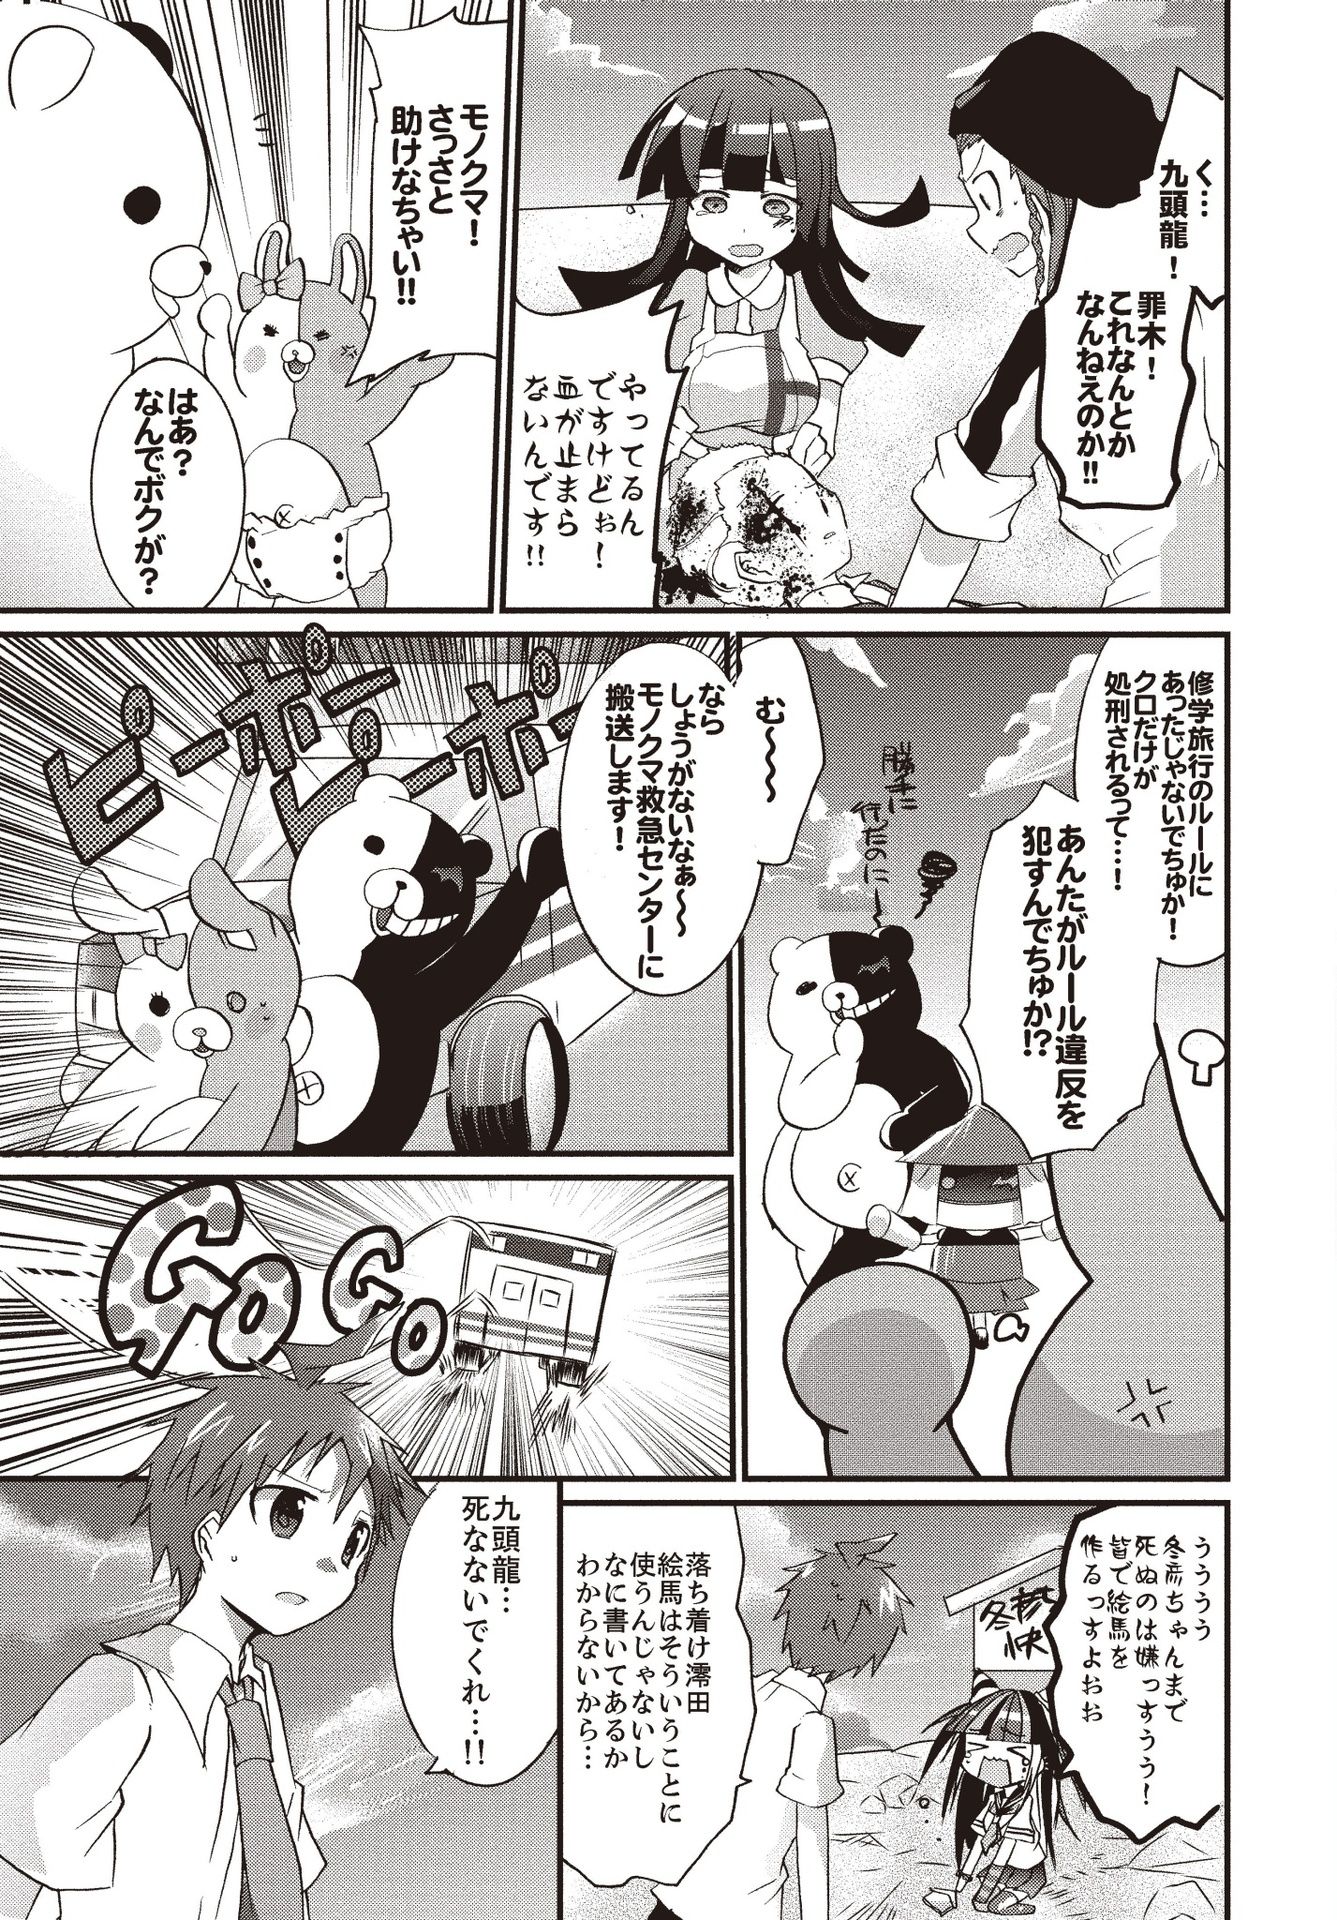 く…
九頭龍！
罪木！
これなんとか
なんねえのか!!
やってるん
ですけどぉ！
血が止まら
ないんです!!
モノクマ！
さっさと
助けなちゃい!!
はあ？
なんでボクが？
修学旅行のルールに
あったじゃないでちゅか！
クロだけが
処刑されるって……！
あんたがルール違反を
犯すんでちゅか!?
勝手に
行ったのに〜
む〜〜〜
なら
しょうがないなぁ〜〜
モノクマ救急センターに
搬送します！
ピーポー
ピーポー
GO GO
うううう
冬彦ちゃんまで
死ぬのは嫌っすうう！
皆で絵馬を
作るっすよおお
落ち着け澪田
絵馬はそういうことに
使うんじゃないし
なに書いてあるか
わからないから…
九頭龍…
死なないでくれ…!!